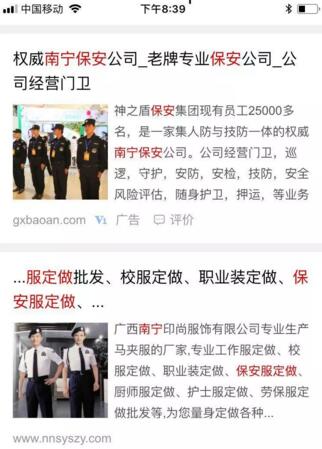 中国移动
下午8:39
权威南宁保安公司_老牌专业保安公司_公
司经营门卫
神之盾保安集团现有员工25000多
名，是一家集人防与技防一体的权威
南宁保安公司。公司经营门卫，巡
逻，守护，安防，安检，技防，安全
风险评估，随身护卫，押运，等业务
gxbaoan.com V1 广告 评价
...服定做批发、校服定做、职业装定做、保
安服定做、...
广西南宁印尚服饰有限公司专业生产
马夹服的厂家,专业工作服定做、校
服定做、职业装定做、保安服定做、
厨师服定做、护士服定做、劳保服定
做批发等,为您量身定做各种...
www.nnsyszy.com